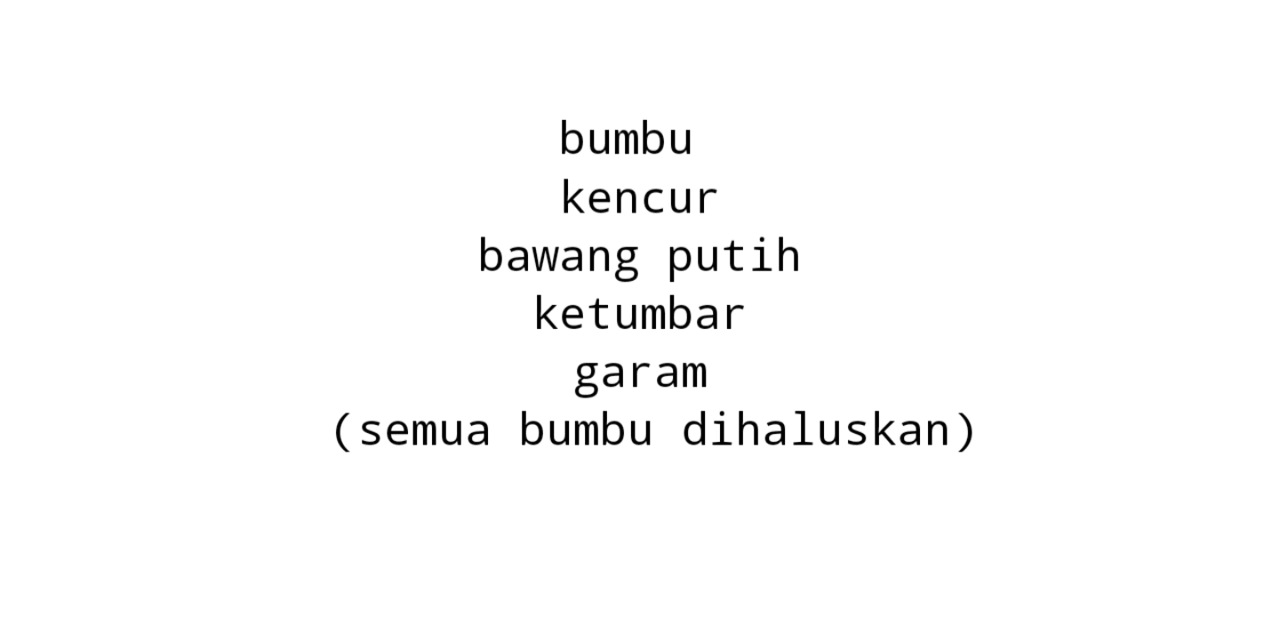 bumbu
kencur
bawang putih
ketumbar
garam
(semua bumbu dihaluskan)